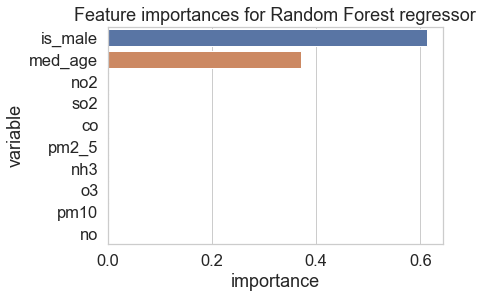 Feature importances for Random Forest regressor
is_male
med_age
no2
so2
co
pm2_5
nh3
o3
pm10
no
variable
0.0 0.2 0.4 0.6
importance